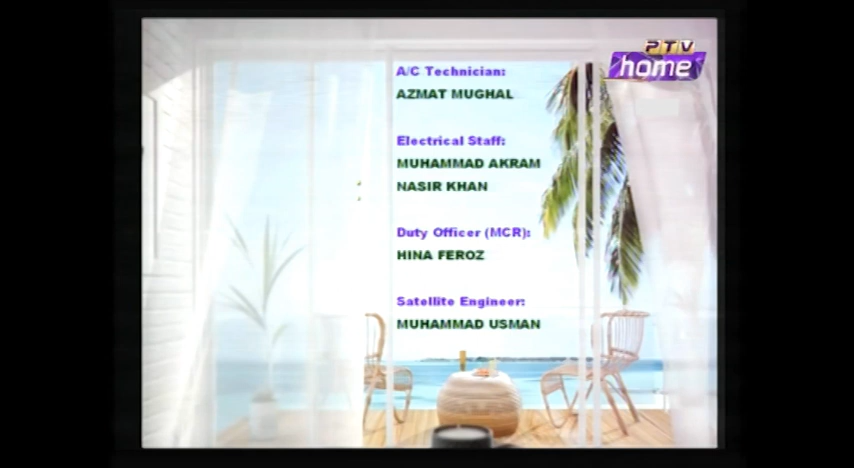 PTV
home
A/C Technician:
AZMAT MUGHAL
Electrical Staff:
MUHAMMAD AKRAM
NASIR KHAN
Duty Officer (MCR):
HINA FEROZ
Satellite Engineer:
MUHAMMAD USMAN